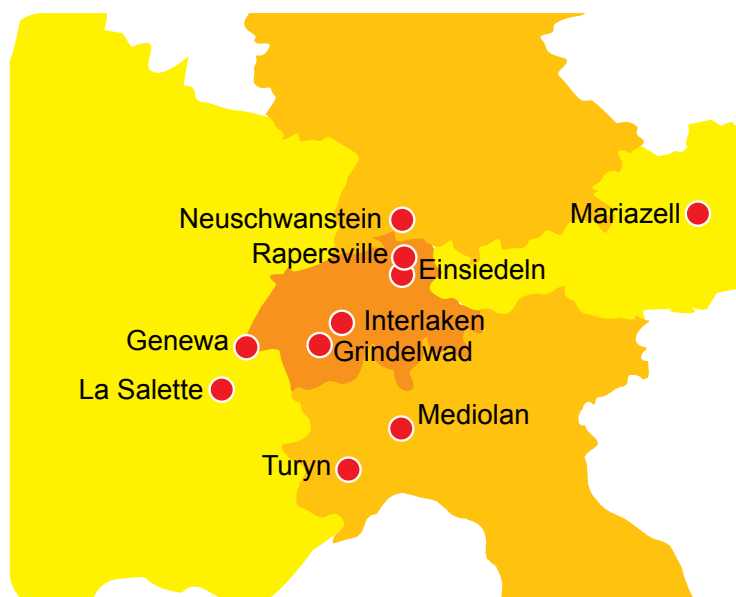 Neuschwanstein
Mariazell
Rapersville
Einsiedeln
Interlaken
Genewa
Grindelwad
La Salette
Mediolan
Turyn